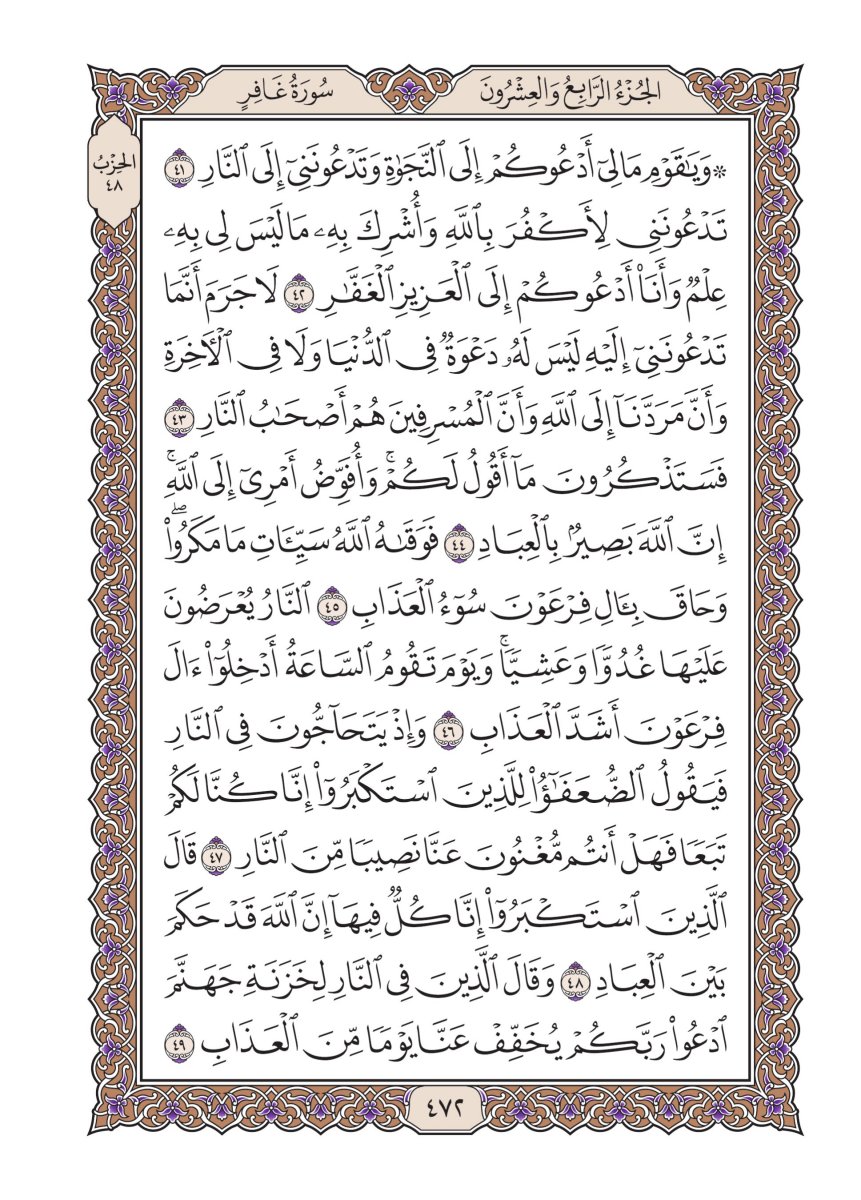 الجُزْءُ الرَّابِعُ وَالعِشْرُونَ
سُورَةُ غَافِرٍ
الحِزْبُ
٤٨
۞ وَيَٰقَوْمِ مَا لِيٓ أَدْعُوكُمْ إِلَى ٱلنَّجَوٰةِ وَتَدْعُونَنِيٓ إِلَى ٱلنَّارِ ٤١
تَدْعُونَنِي لِأَكْفُرَ بِٱللَّهِ وَأُشْرِكَ بِهِۦ مَا لَيْسَ لِي بِهِۦ
عِلْمٌ وَأَنَا۠ أَدْعُوكُمْ إِلَى ٱلْعَزِيزِ ٱلْغَفَّٰرِ ٤٢ لَا جَرَمَ أَنَّمَا
تَدْعُونَنِيٓ إِلَيْهِ لَيْسَ لَهُۥ دَعْوَةٌ فِي ٱلدُّنْيَا وَلَا فِي ٱلْأٓخِرَةِ
وَأَنَّ مَرَدَّنَآ إِلَى ٱللَّهِ وَأَنَّ ٱلْمُسْرِفِينَ هُمْ أَصْحَٰبُ ٱلنَّارِ ٤٣
فَسَتَذْكُرُونَ مَآ أَقُولُ لَكُمْۚ وَأُفَوِّضُ أَمْرِيٓ إِلَى ٱللَّهِۚ
إِنَّ ٱللَّهَ بَصِيرٌۢ بِٱلْعِبَادِ ٤٤ فَوَقَىٰهُ ٱللَّهُ سَيِّـَٔاتِ مَا مَكَرُوا۟ۖ
وَحَاقَ بِـَٔالِ فِرْعَوْنَ سُوٓءُ ٱلْعَذَابِ ٤٥ ٱلنَّارُ يُعْرَضُونَ
عَلَيْهَا غُدُوًّا وَعَشِيًّاۚ وَيَوْمَ تَقُومُ ٱلسَّاعَةُ أَدْخِلُوٓا۟ ءَالَ
فِرْعَوْنَ أَشَدَّ ٱلْعَذَابِ ٤٦ وَإِذْ يَتَحَآجُّونَ فِي ٱلنَّارِ
فَيَقُولُ ٱلضُّعَفَٰٓؤُا۟ لِلَّذِينَ ٱسْتَكْبَرُوٓا۟ إِنَّا كُنَّا لَكُمْ
تَبَعًا فَهَلْ أَنتُم مُّغْنُونَ عَنَّا نَصِيبًا مِّنَ ٱلنَّارِ ٤٧ قَالَ
ٱلَّذِينَ ٱسْتَكْبَرُوٓا۟ إِنَّا كُلٌّ فِيهَآ إِنَّ ٱللَّهَ قَدْ حَكَمَ
بَيْنَ ٱلْعِبَادِ ٤٨ وَقَالَ ٱلَّذِينَ فِي ٱلنَّارِ لِخَزَنَةِ جَهَنَّمَ
ٱدْعُوا۟ رَبَّكُمْ يُخَفِّفْ عَنَّا يَوْمًا مِّنَ ٱلْعَذَابِ ٤٩
٤٧٢